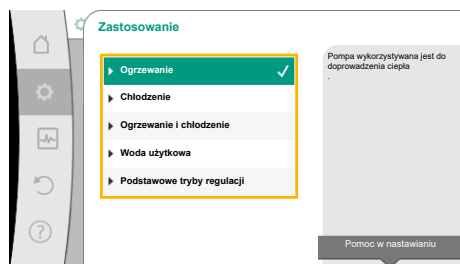 Zastosowanie
Ogrzewanie
Chłodzenie
Ogrzewanie i chłodzenie
Woda użytkowa
Podstawowe tryby regulacji
Pompa wykorzystywana jest do
doprowadzenia ciepła
.
Pomoc w nastawianiu
?